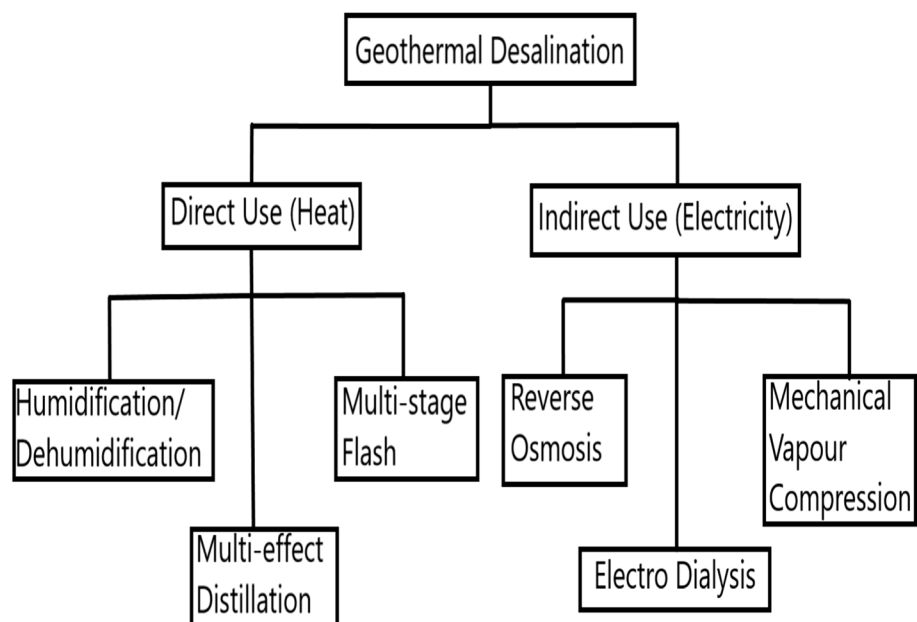 Geothermal Desalination
Direct Use (Heat)
Indirect Use (Electricity)
Humidification/
Dehumidification
Multi-stage
Flash
Reverse
Osmosis
Mechanical
Vapour
Compression
Multi-effect
Distillation
Electro Dialysis